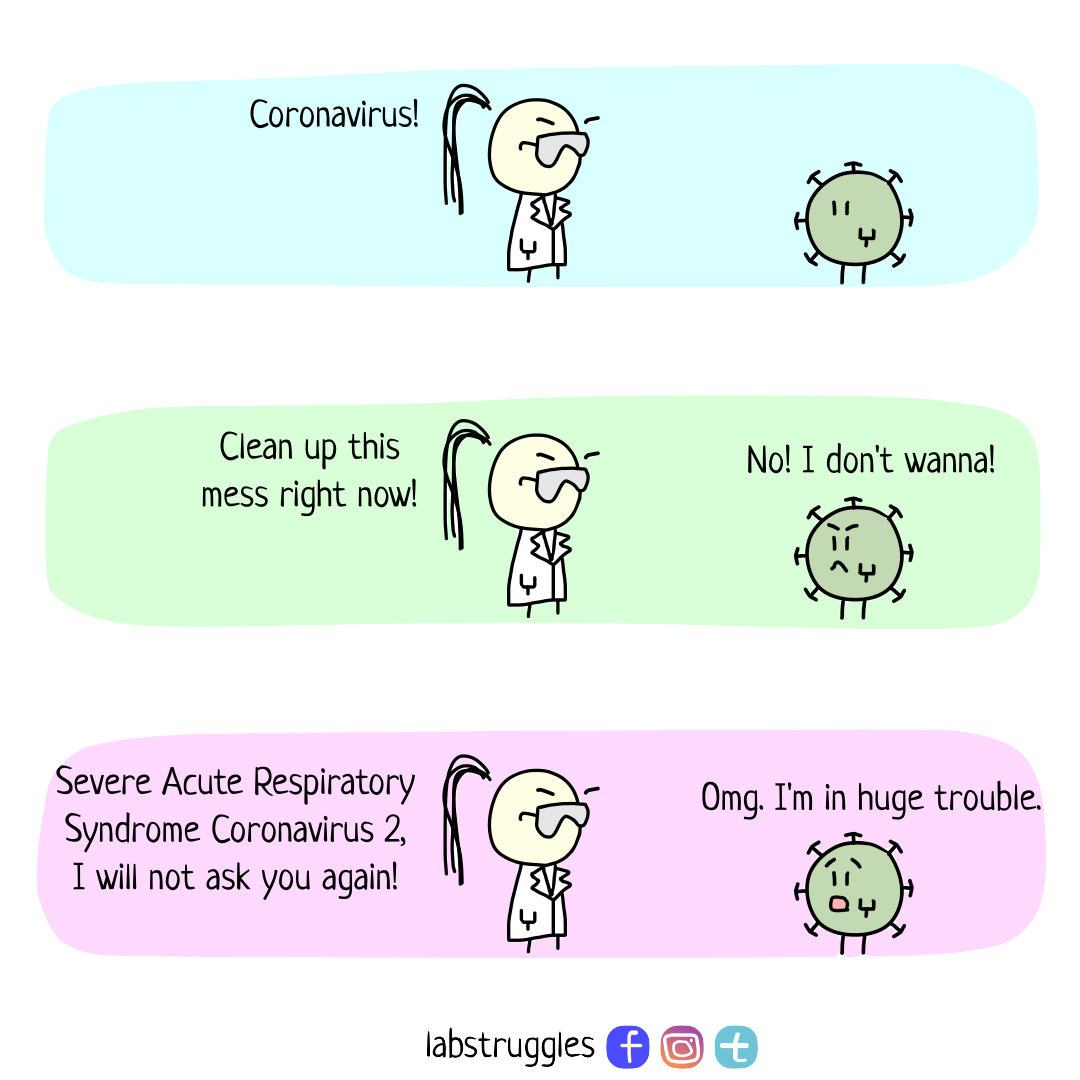 Coronavirus!
Clean up this
mess right now!
No! I don't wanna!
Severe Acute Respiratory
Syndrome Coronavirus 2,
I will not ask you again!
Omg. I'm in huge trouble.
labstruggles